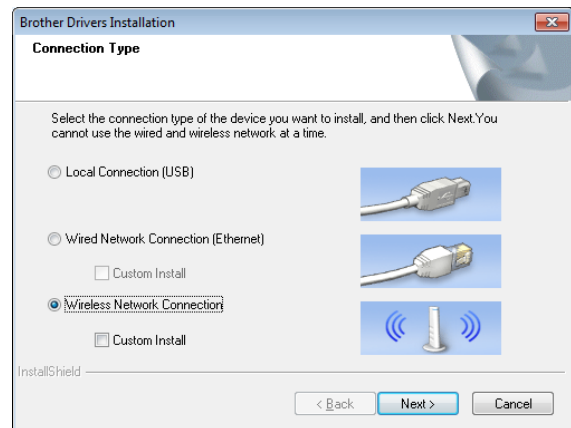 Brother Drivers Installation
Connection Type
Select the connection type of the device you want to install, and then click Next.You
cannot use the wired and wireless network at a time.
Local Connection (USB)
Wired Network Connection (Ethernet)
Custom Install
Wireless Network Connection
Custom Install
InstallShield
< Back
Next >
Cancel